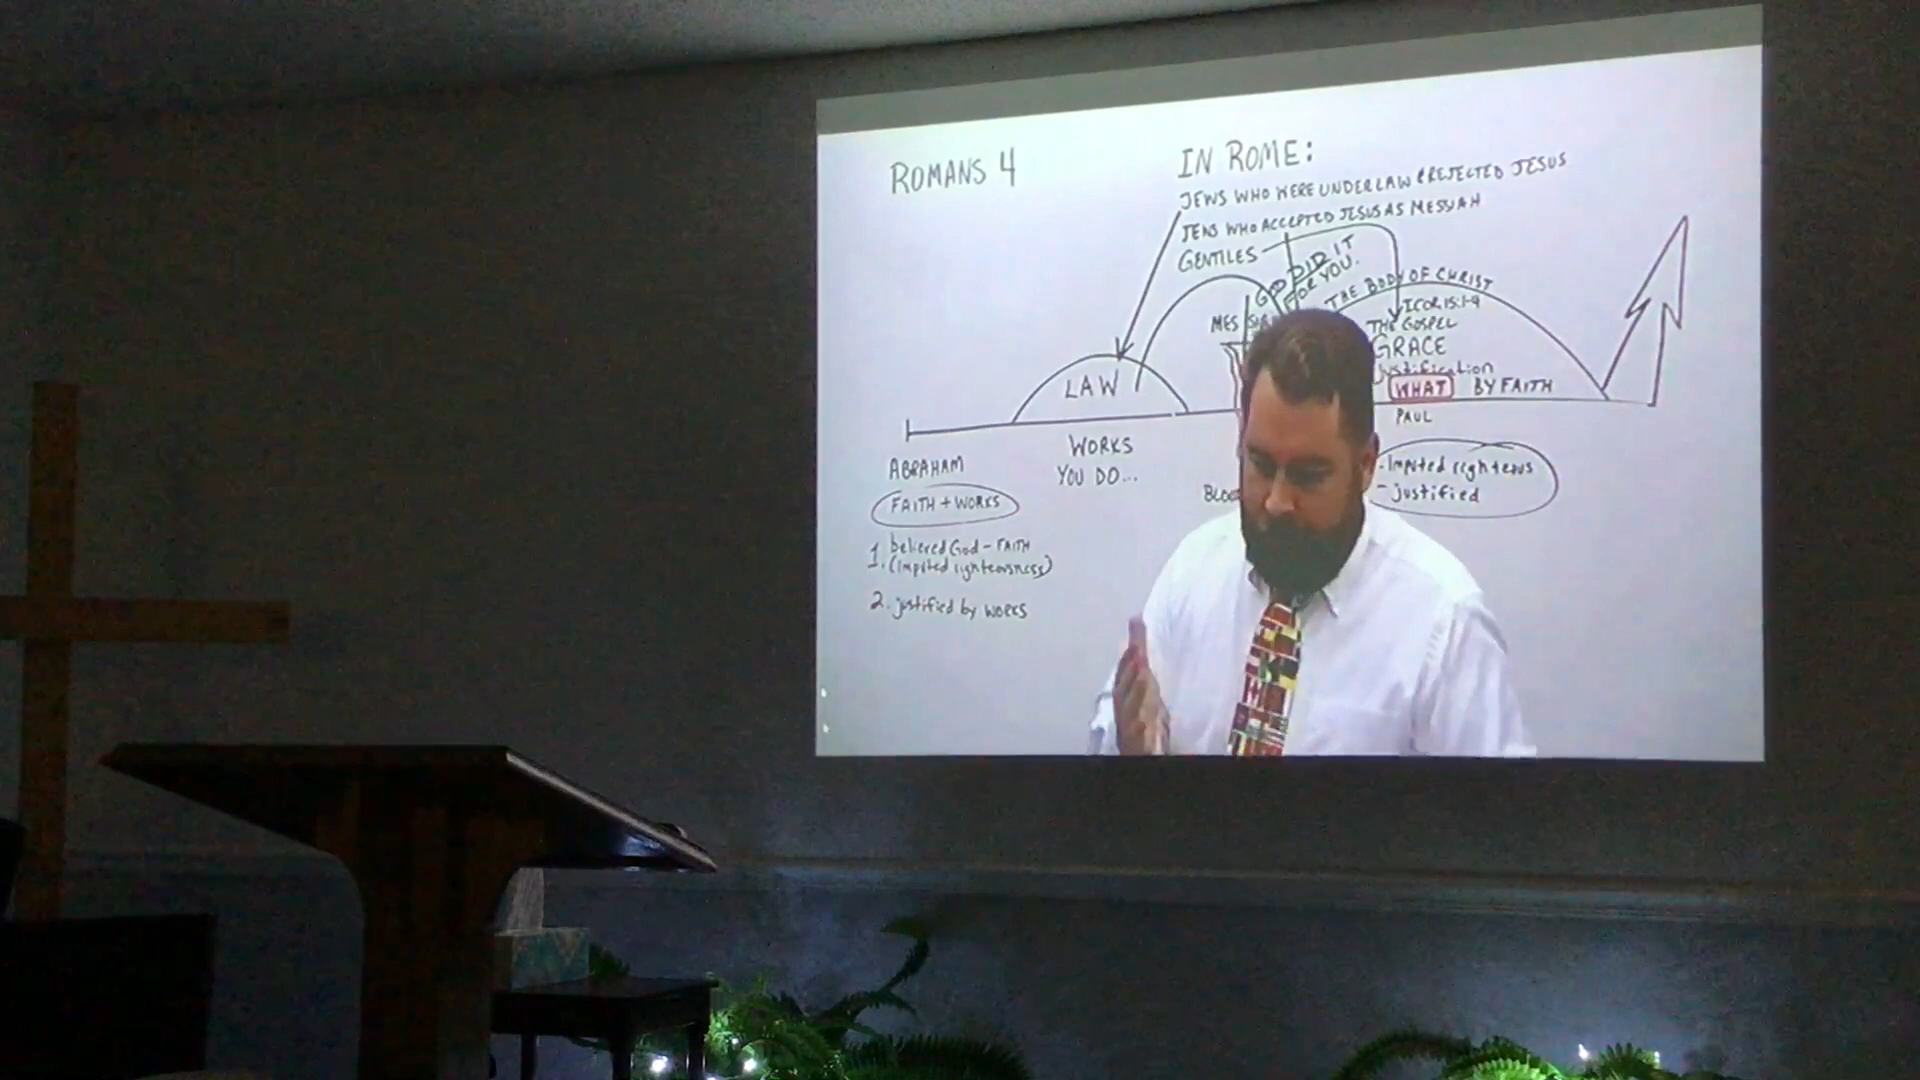 ROMANS 4
IN ROME:
JEWS WHO WERE UNDER LAW & REJECTED JESUS
JEWS WHO ACCEPTED JESUS AS MESSIAH
GENTILES
GOD DID IT
FOR YOU.
THE BODY OF CHRIST
I COR 15:1-9
MES
THE GOSPEL
GRACE
justification
LAW
WHAT BY FAITH
PAUL
WORKS
YOU DO...
ABRAHAM
FAITH + WORKS
- Imputed righteous
- justified
1. believed God - FAITH
(imputed righteousness)
2. justified by WORKS